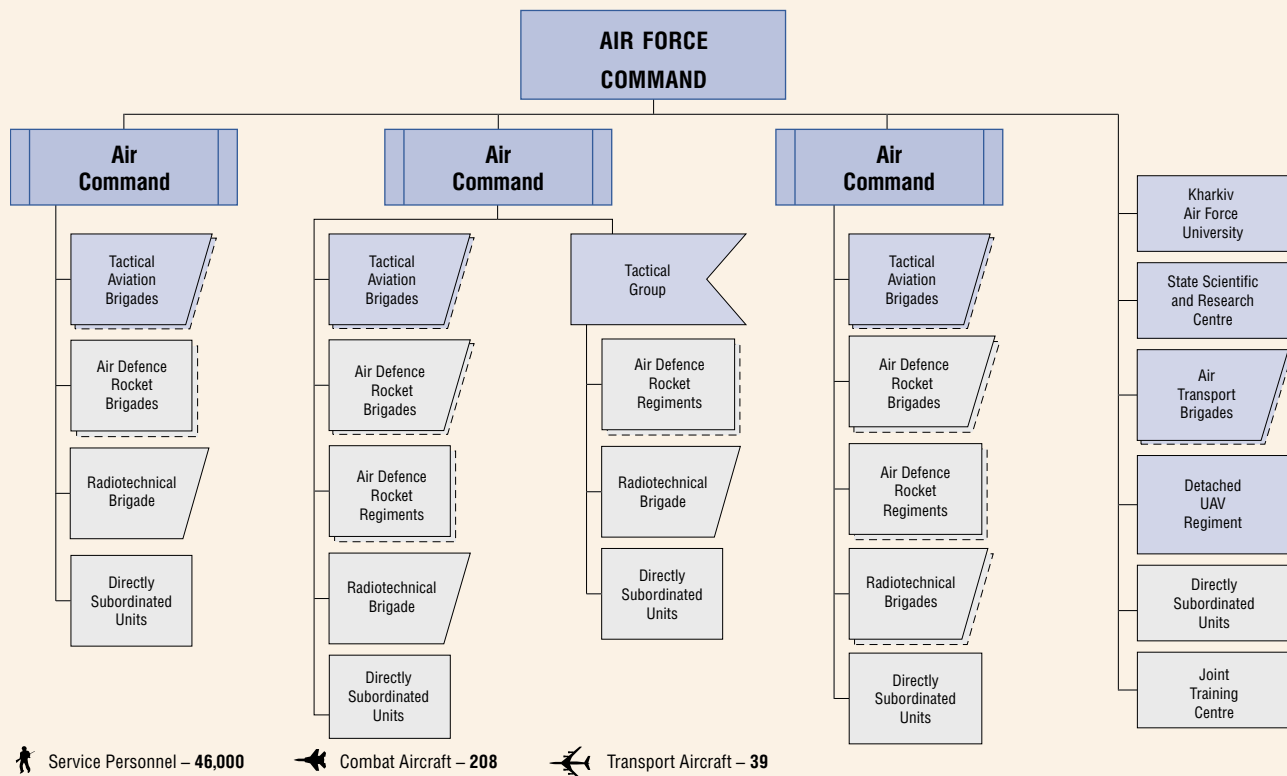 AIR FORCE
COMMAND
Air
Command
Tactical
Aviation
Brigades
Air Defence
Rocket
Brigades
Radiotechnical
Brigade
Directly
Subordinated
Units
Air
Command
Tactical
Aviation
Brigades
Air Defence
Rocket
Brigades
Air Defence
Rocket
Regiments
Radiotechnical
Brigade
Directly
Subordinated
Units
Tactical
Group
Air Defence
Rocket
Regiments
Radiotechnical
Brigade
Directly
Subordinated
Units
Air
Command
Tactical
Aviation
Brigades
Air Defence
Rocket
Brigades
Air Defence
Rocket
Regiments
Radiotechnical
Brigades
Directly
Subordinated
Units
Kharkiv
Air Force
University
State Scientific
and Research
Centre
Air
Transport
Brigades
Detached
UAV
Regiment
Directly
Subordinated
Units
Joint
Training
Centre
Service Personnel – 46,000
Combat Aircraft – 208
Transport Aircraft – 39